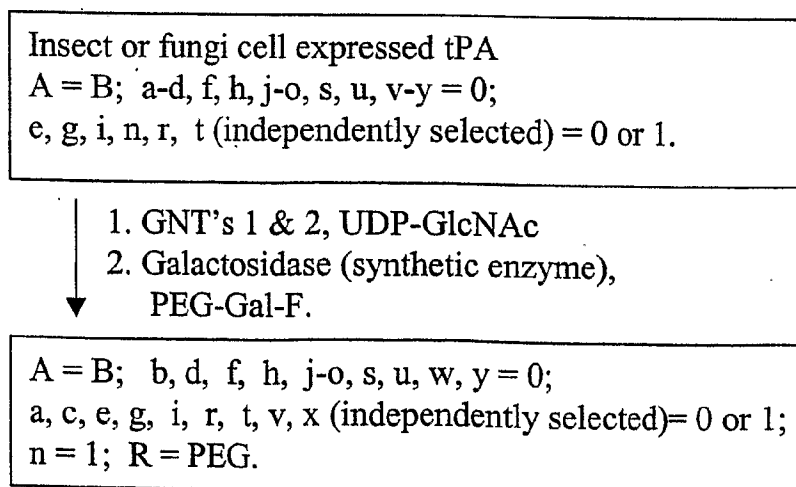 Insect or fungi cell expressed tPA
A = B; a-d, f, h, j-o, s, u, v-y = 0;
e, g, i, n, r, t (independently selected) = 0 or 1.
1. GNT's 1 & 2, UDP-GlcNAc
2. Galactosidase (synthetic enzyme),
PEG-Gal-F.
A = B; b, d, f, h, j-o, s, u, w, y = 0;
a, c, e, g, i, r, t, v, x (independently selected)= 0 or 1;
n = 1; R = PEG.